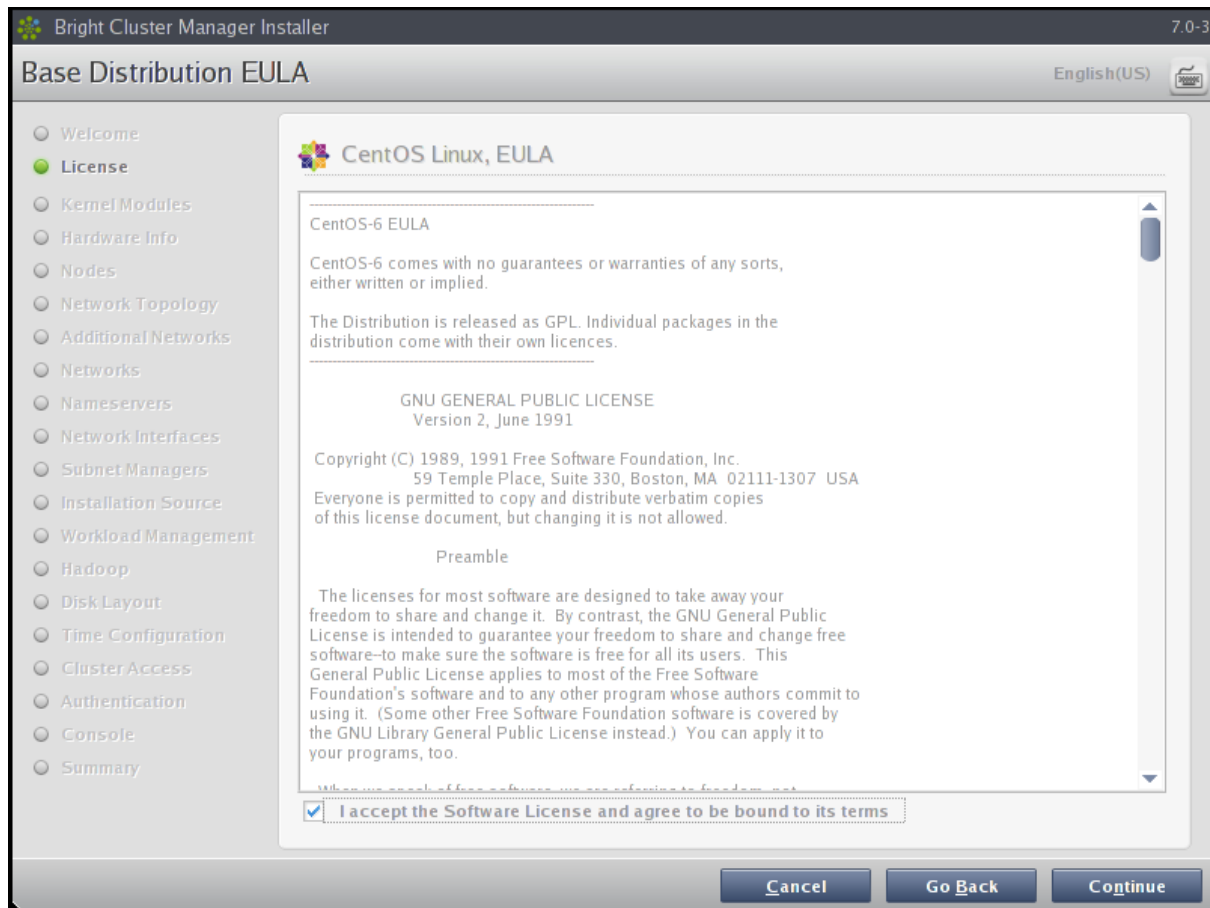 Bright Cluster Manager Installer
7.0-3
Base Distribution EULA
English(US)
Welcome
License
Kernel Modules
Hardware Info
Nodes
Network Topology
Additional Networks
Networks
Nameservers
Network Interfaces
Subnet Managers
Installation Source
Workload Management
Hadoop
Disk Layout
Time Configuration
Cluster Access
Authentication
Console
Summary
CentOS Linux, EULA
CentOS-6 EULA
CentOS-6 comes with no guarantees or warranties of any sorts,
either written or implied.
The Distribution is released as GPL. Individual packages in the
distribution come with their own licences.
GNU GENERAL PUBLIC LICENSE
Version 2, June 1991
Copyright (C) 1989, 1991 Free Software Foundation, Inc.
59 Temple Place, Suite 330, Boston, MA 02111-1307 USA
Everyone is permitted to copy and distribute verbatim copies
of this license document, but changing it is not allowed.
Preamble
The licenses for most software are designed to take away your
freedom to share and change it. By contrast, the GNU General Public
License is intended to guarantee your freedom to share and change free
software--to make sure the software is free for all its users. This
General Public License applies to most of the Free Software
Foundation's software and to any other program whose authors commit to
using it. (Some other Free Software Foundation software is covered by
the GNU Library General Public License instead.) You can apply it to
your programs, too.
When we speak of free software, we are referring to freedom, not
I accept the Software License and agree to be bound to its terms
Cancel
Go Back
Continue